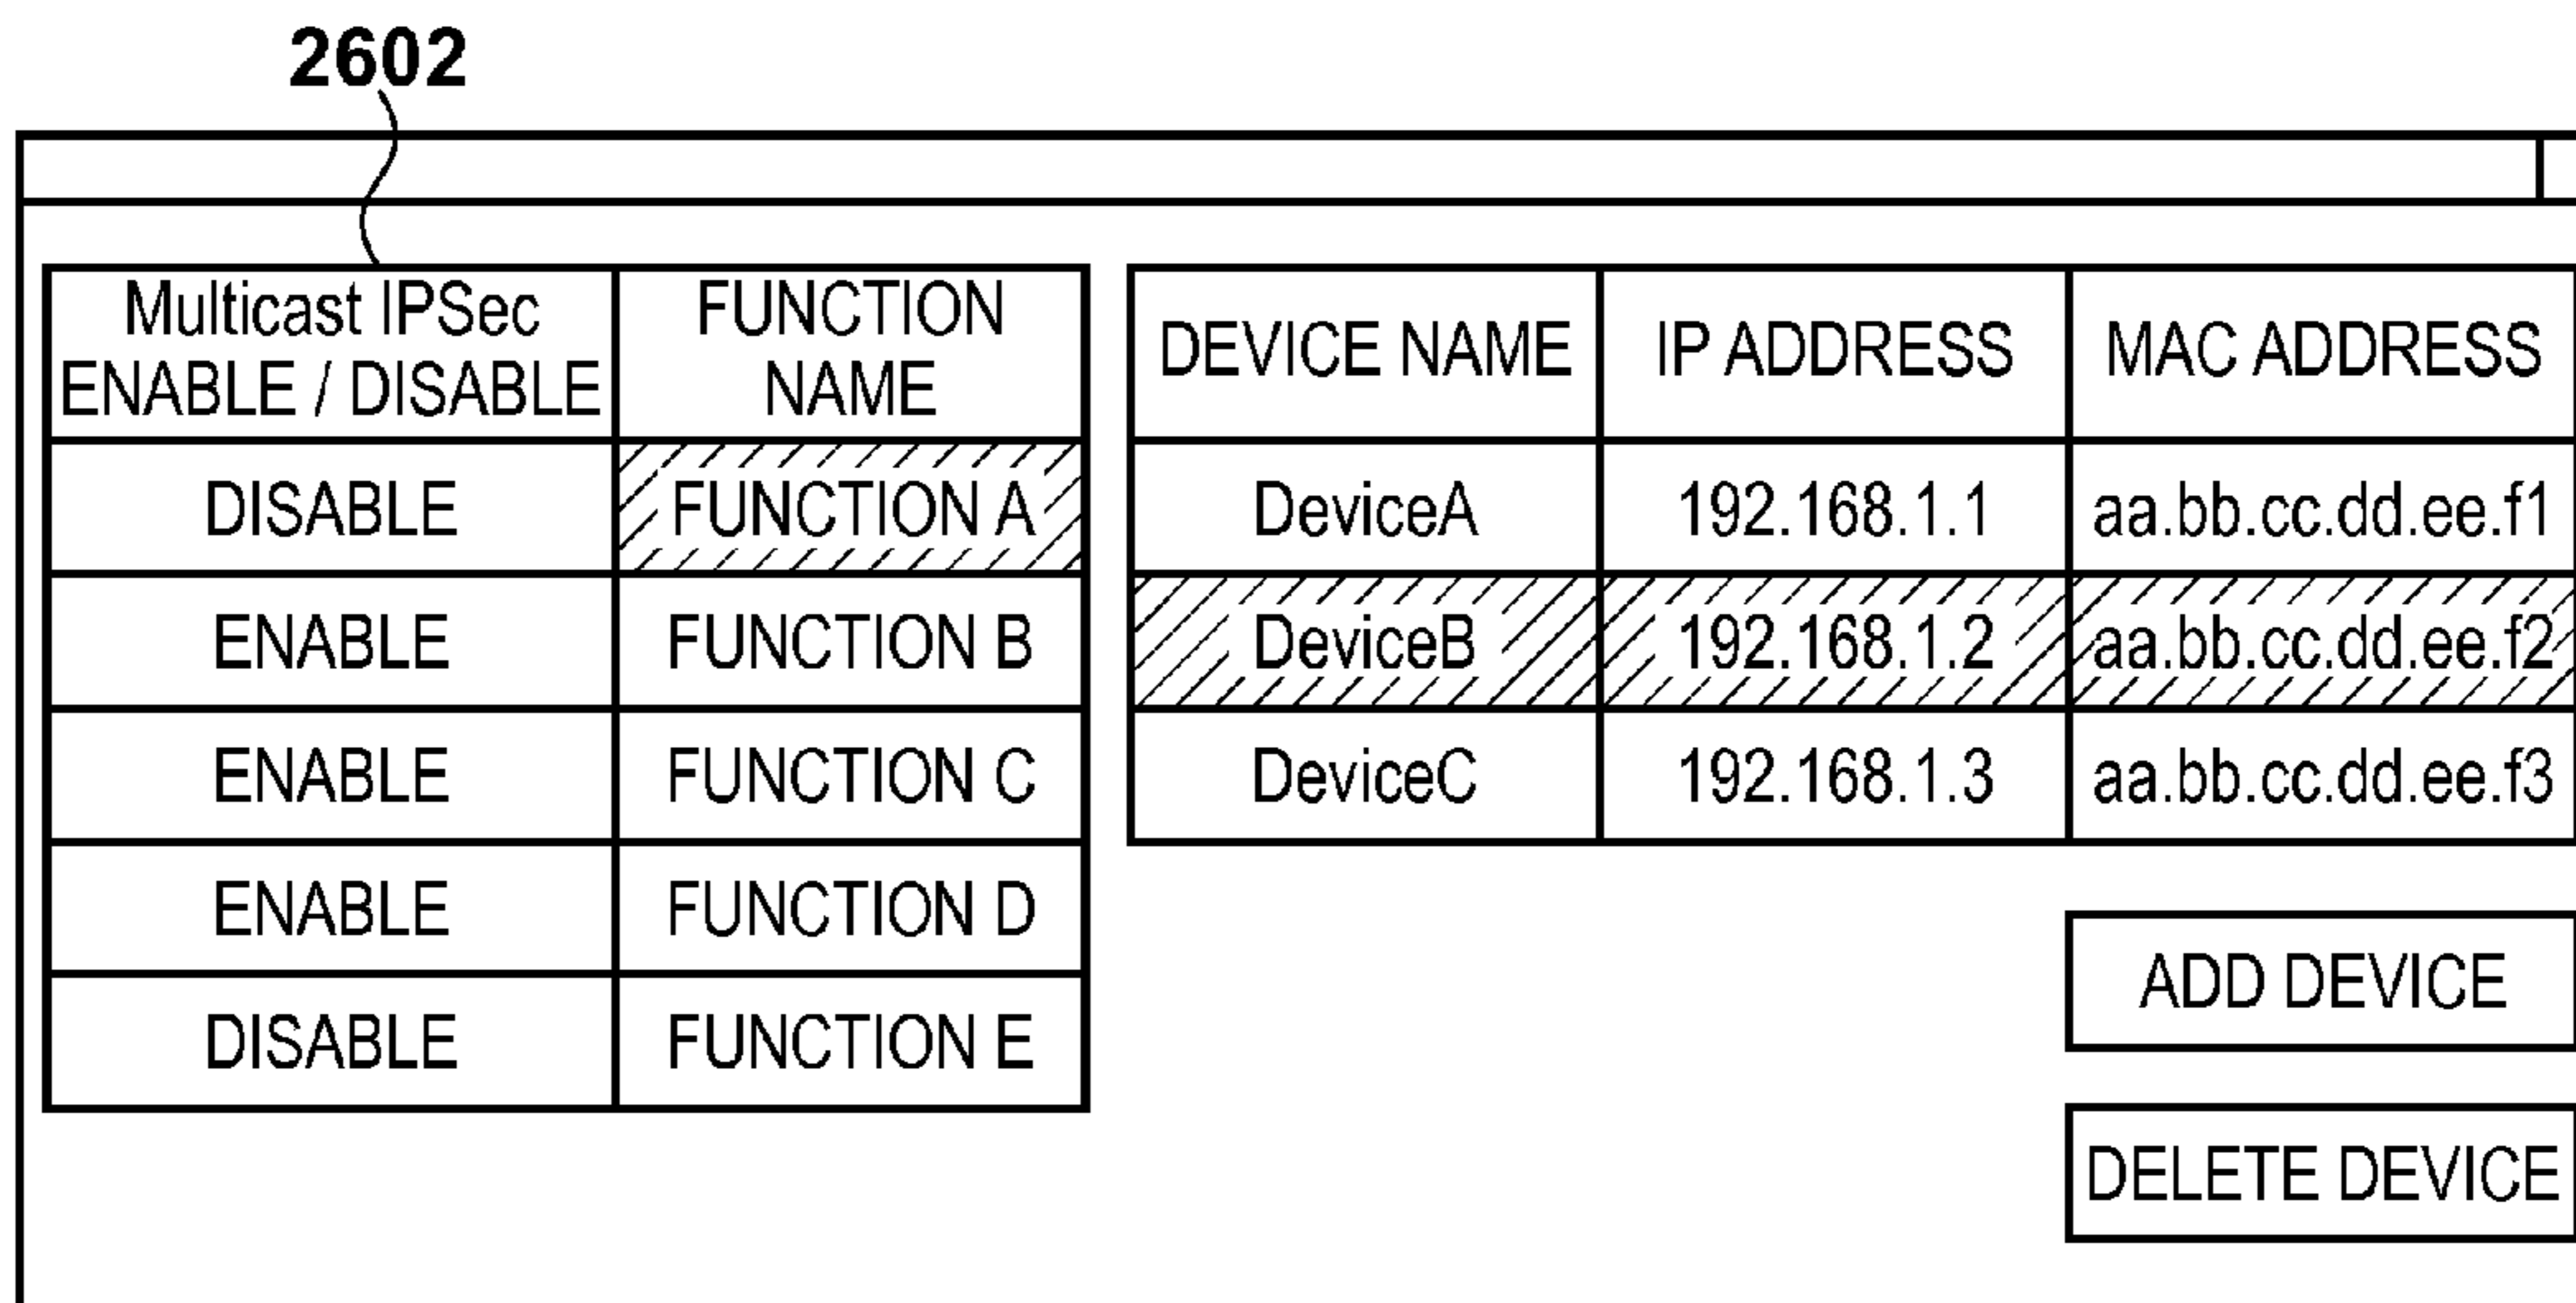 2602
Multicast IPSec
ENABLE / DISABLE
FUNCTION
NAME
DISABLE
FUNCTION A
ENABLE
FUNCTION B
ENABLE
FUNCTION C
ENABLE
FUNCTION D
DISABLE
FUNCTION E
DEVICE NAME
IP ADDRESS
MAC ADDRESS
DeviceA
192.168.1.1
aa.bb.cc.dd.ee.f1
DeviceB
192.168.1.2
aa.bb.cc.dd.ee.f2
DeviceC
192.168.1.3
aa.bb.cc.dd.ee.f3
ADD DEVICE
DELETE DEVICE